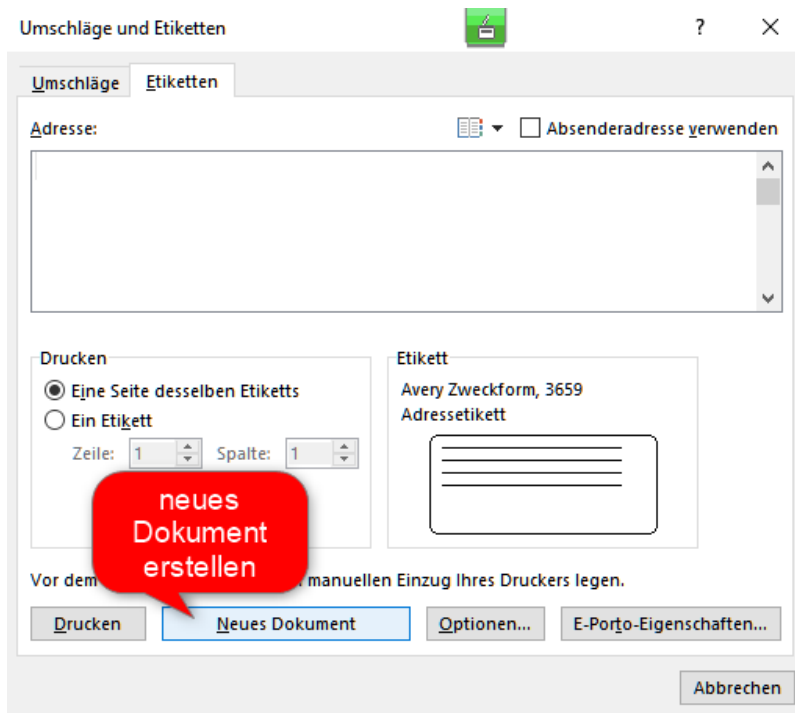 Umschläge und Etiketten ? ×
Umschläge Etiketten
Adresse: Absenderadresse verwenden
Drucken Etikett
Eine Seite desselben Etiketts Avery Zweckform, 3659
Ein Etikett Adressetikett
Zeile: 1 Spalte: 1
neues
Dokument
erstellen
Vor dem manuellen Einzug Ihres Druckers legen.
Drucken Neues Dokument Optionen... E-Porto-Eigenschaften...
Abbrechen